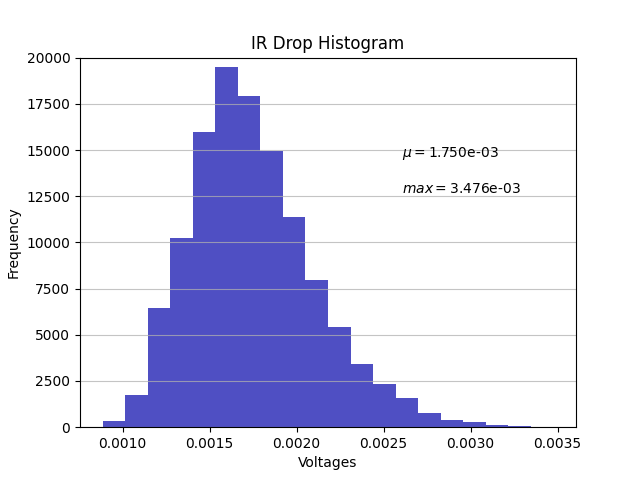 IR Drop Histogram
20000
17500
15000
12500
10000
7500
5000
2500
0
Frequency
μ = 1.750e-03
max = 3.476e-03
0.0010 0.0015 0.0020 0.0025 0.0030 0.0035
Voltages